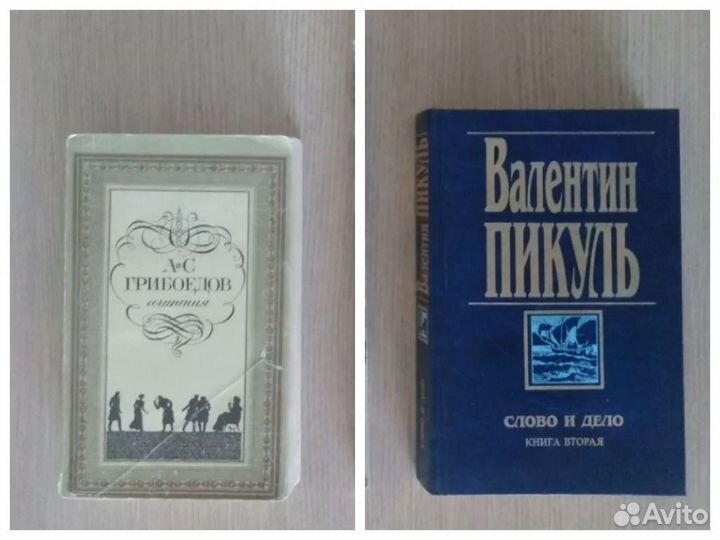 А·С
ГРИБОЕДОВ
сочинения
Валентин
ПИКУЛЬ
СЛОВО И ДЕЛО
КНИГА ВТОРАЯ
Валентин ПИКУЛЬ
Avito